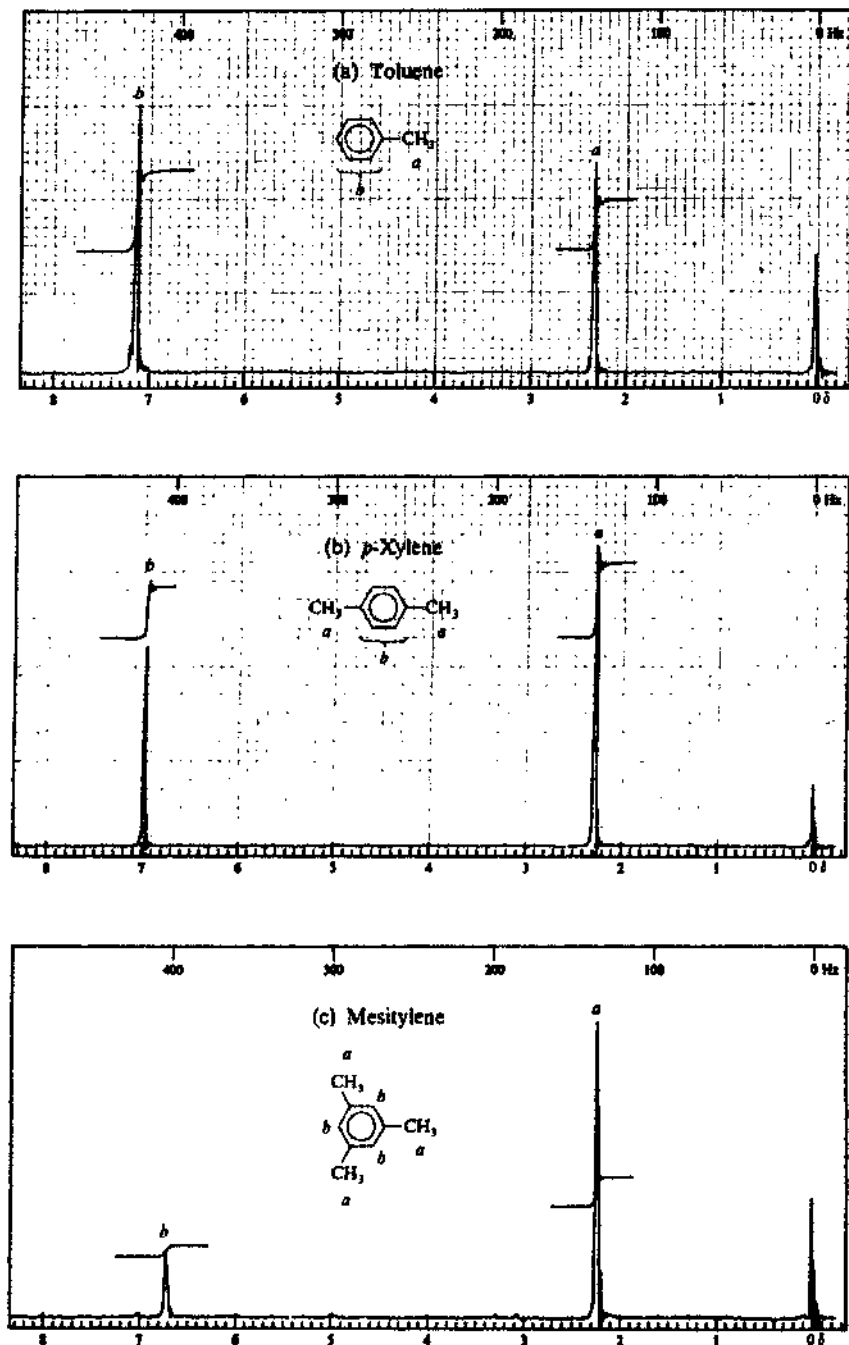 400 300 200 100 0 Hz
(a) Toluene
b
a
CH₃
a
b
8 7 6 5 4 3 2 1 0 δ
400 300 200 100 0 Hz
(b) p-Xylene
b
a
CH₃ CH₃
a a
b
8 7 6 5 4 3 2 1 0 δ
400 300 200 100 0 Hz
(c) Mesitylene
a
a
CH₃
b
b CH₃
b a
CH₃
a
b
8 7 6 5 4 3 2 1 0 δ